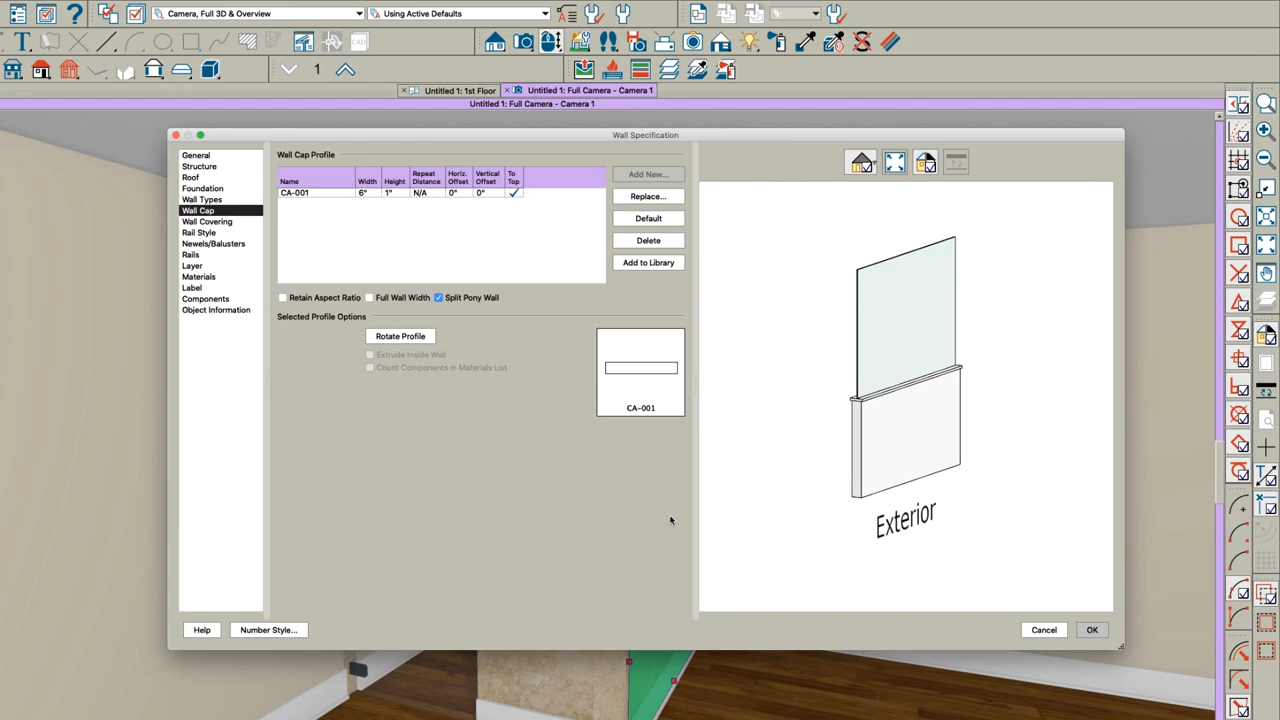 Camera, Full 3D & Overview
Using Active Defaults
1
Untitled 1: 1st Floor
Untitled 1: Full Camera - Camera 1
Untitled 1: Full Camera - Camera 1
Wall Specification
General
Structure
Roof
Foundation
Wall Types
Wall Cap
Wall Covering
Rail Style
Newels/Balusters
Rails
Layer
Materials
Label
Components
Object Information
Wall Cap Profile
Name Width Height Repeat Distance Horiz. Offset Vertical Offset To Top
CA-001 6" 1" N/A 0" 0"
Add New...
Replace...
Default
Delete
Add to Library
Retain Aspect Ratio Full Wall Width Split Pony Wall
Selected Profile Options
Rotate Profile
Extrude Inside Wall
Count Components in Materials List
CA-001
Exterior
Help Number Style... Cancel OK